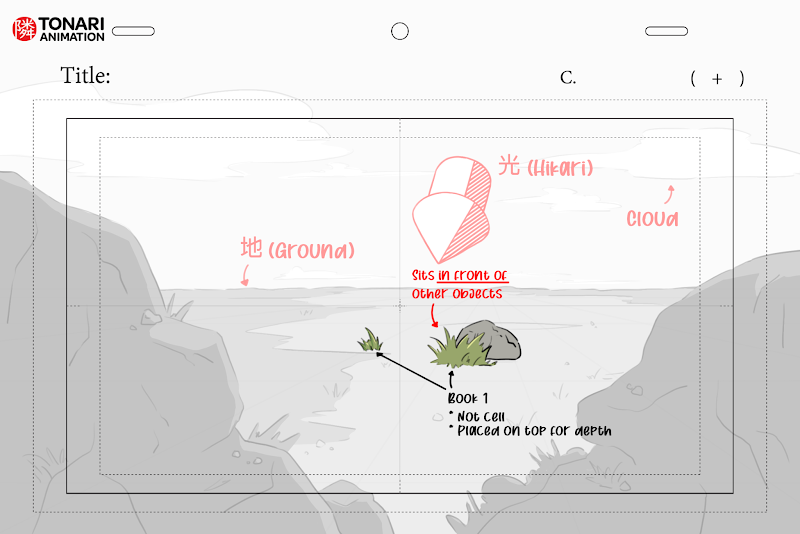 隣 TONARI
ANIMATION
Title:
C.
( + )
光 (Hikari)
Cloud
地 (Ground)
Sits in front of
other objects
Book 1
* Not Cell
* Placed on top for depth